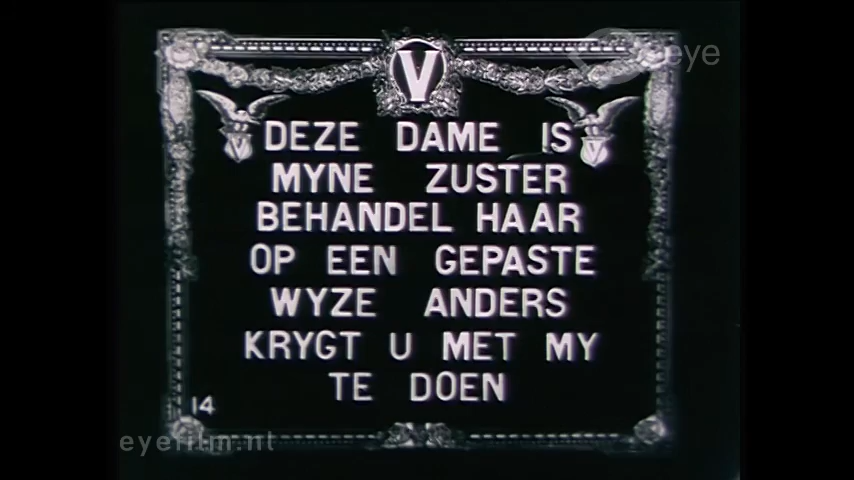 V
eye
V V
DEZE DAME IS
MYNE ZUSTER
BEHANDEL HAAR
OP EEN GEPASTE
WYZE ANDERS
KRYGT U MET MY
TE DOEN
14
eyefilm.nl